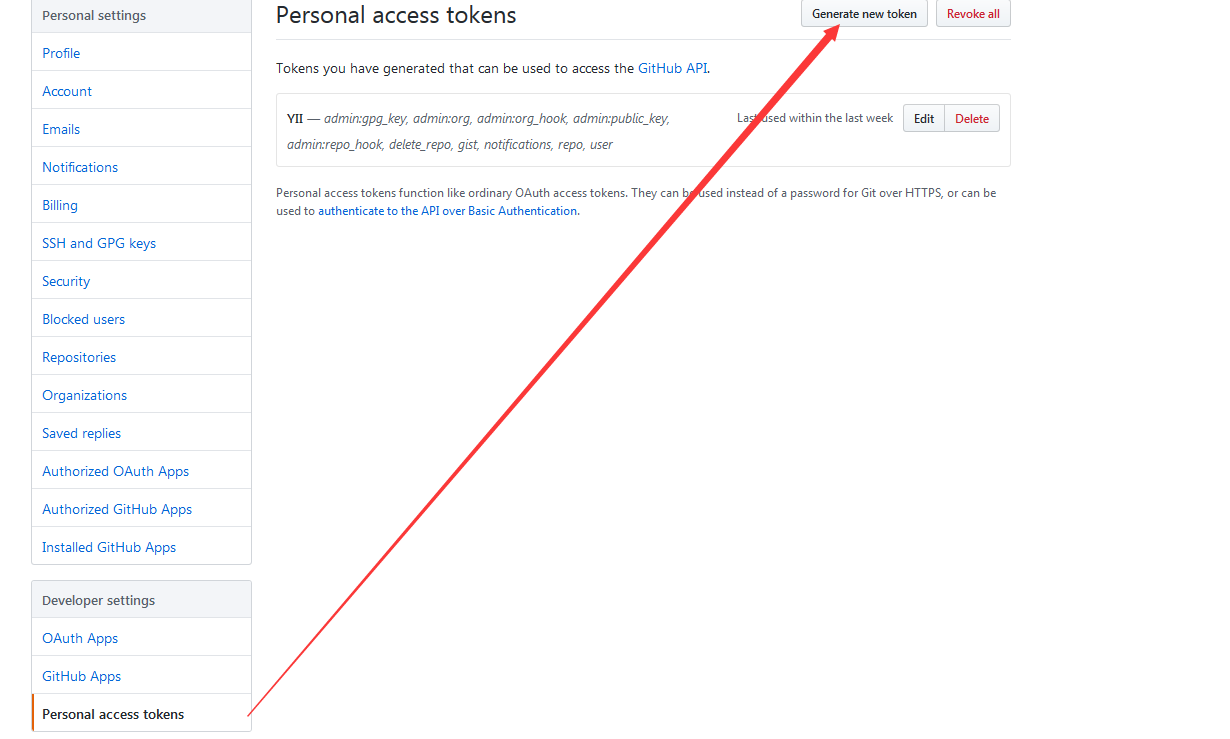 Personal settings
Profile
Account
Emails
Notifications
Billing
SSH and GPG keys
Security
Blocked users
Repositories
Organizations
Saved replies
Authorized OAuth Apps
Authorized GitHub Apps
Installed GitHub Apps
Developer settings
OAuth Apps
GitHub Apps
Personal access tokens
Personal access tokens
Generate new token
Revoke all
Tokens you have generated that can be used to access the GitHub API.
YII — admin:gpg_key, admin:org, admin:org_hook, admin:public_key,
admin:repo_hook, delete_repo, gist, notifications, repo, user
Last used within the last week
Edit
Delete
Personal access tokens function like ordinary OAuth access tokens. They can be used instead of a password for Git over HTTPS, or can be
used to authenticate to the API over Basic Authentication.